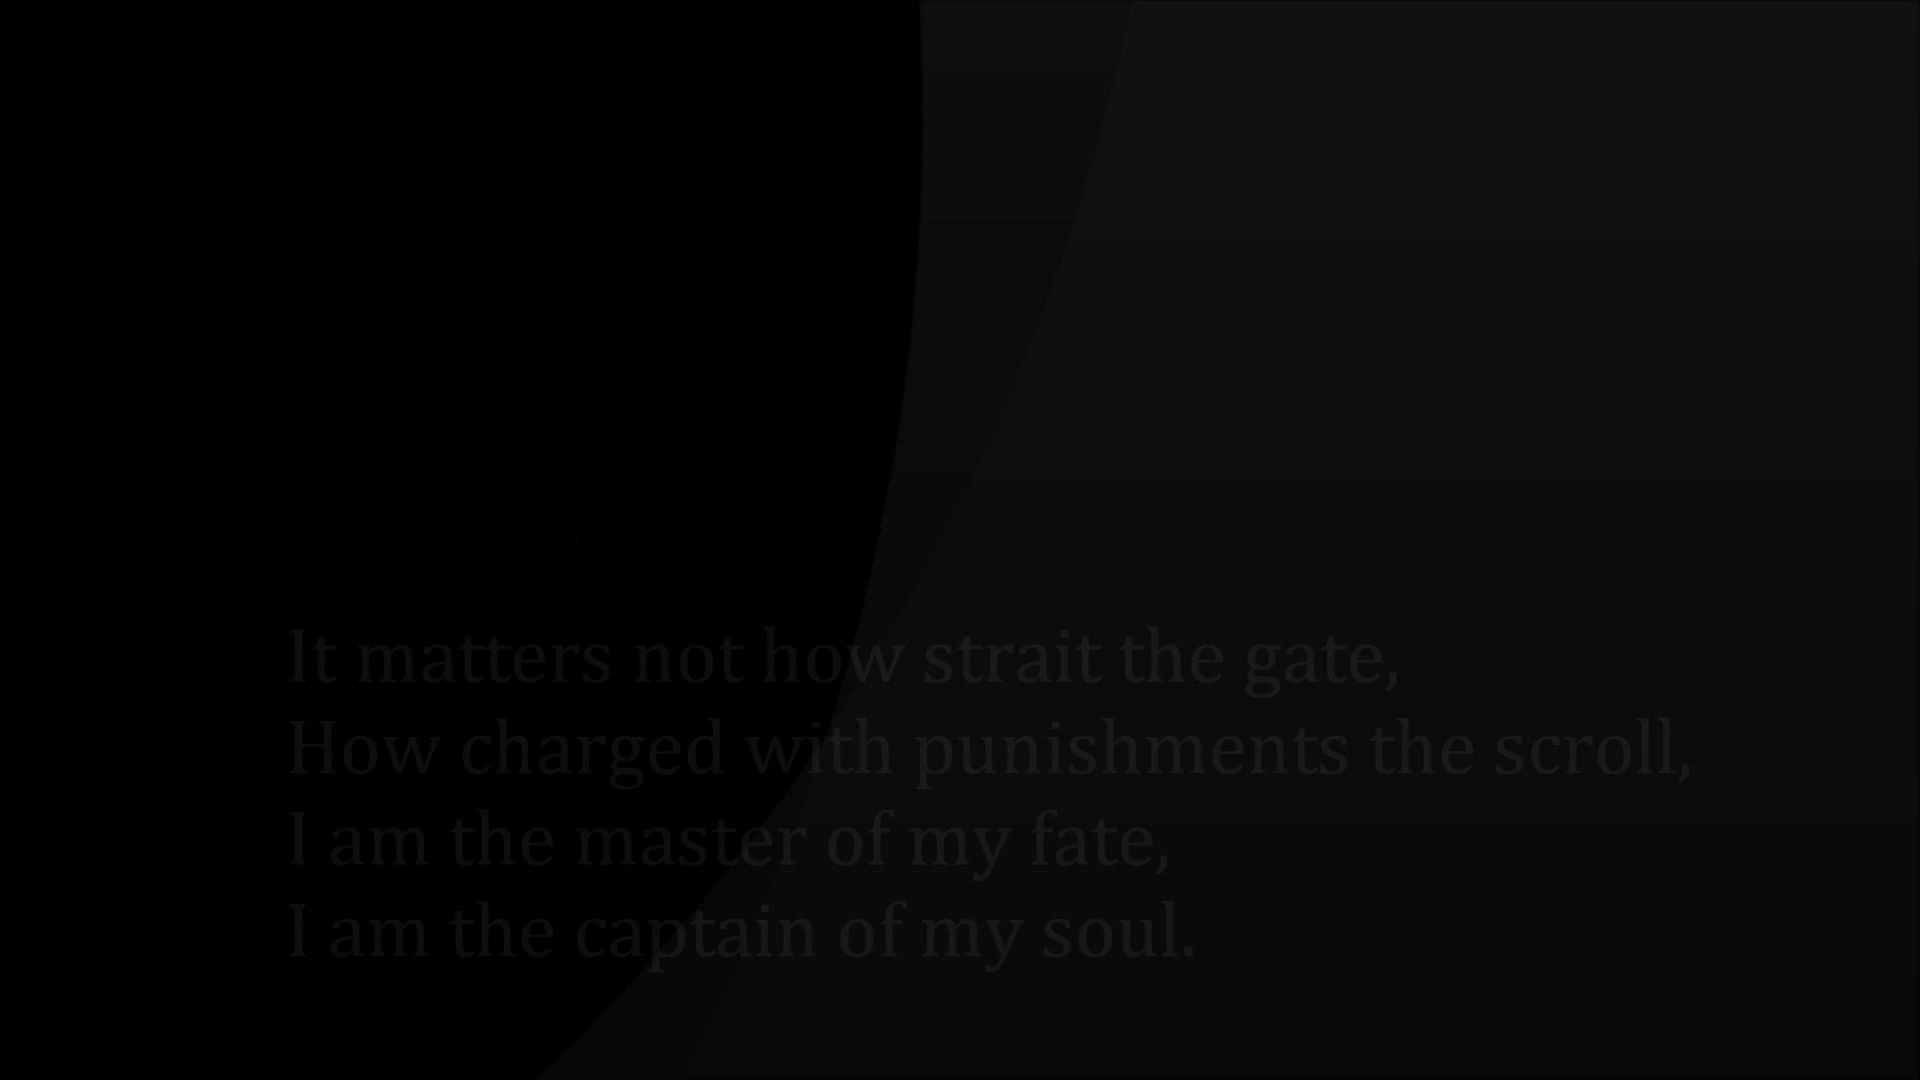 It matters not how strait the gate,
How charged with punishments the scroll,
I am the master of my fate,
I am the captain of my soul.